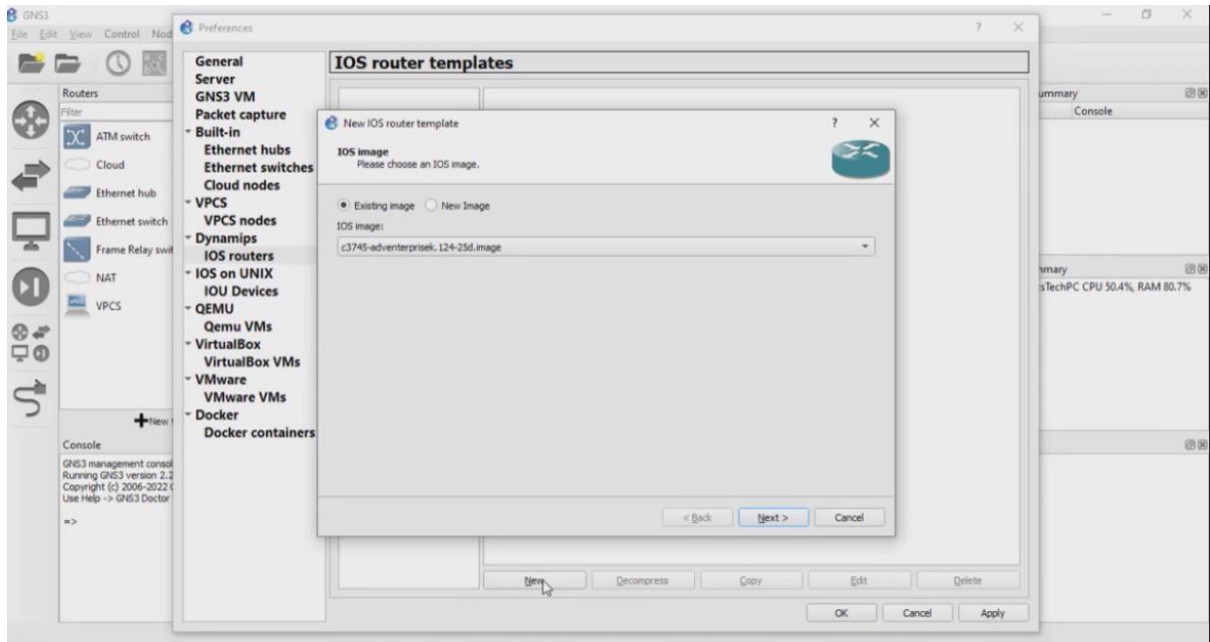 GNS3
File Edit View Control Nod
Routers
Filter
ATM switch
Cloud
Ethernet hub
Ethernet switch
Frame Relay swit
NAT
VPCS
New
Console
GNS3 management consol
Running GNS3 version 2.2
Copyright (c) 2006-2022
Use Help -> GNS3 Doctor
=>
Preferences
?
General
Server
GNS3 VM
Packet capture
Built-in
Ethernet hubs
Ethernet switches
Cloud nodes
VPCS
VPCS nodes
Dynamips
IOS routers
IOS on UNIX
IOU Devices
QEMU
Qemu VMs
VirtualBox
VirtualBox VMs
VMware
VMware VMs
Docker
Docker containers
IOS router templates
New IOS router template
?
IOS image
Please choose an IOS image.
Existing image New Image
IOS image:
c3745-adventerprisek.124-25d.image
< Back Next > Cancel
New Decompress Copy Edit Delete
OK Cancel Apply
ummary
Console
mmary
sTechPC CPU 50.4%, RAM 80.7%